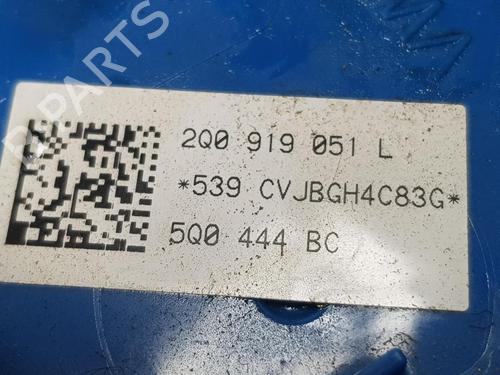 B-PARTS
2Q0 919 051 L
*539 CVJBGH4C83G*
5Q0 444 BC